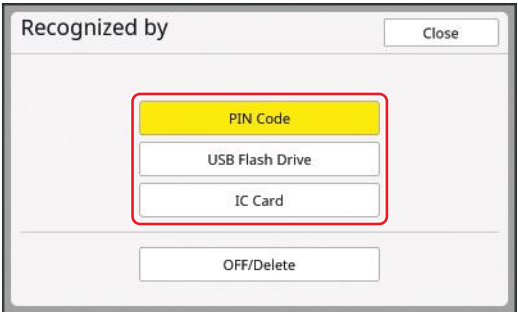 Recognized by
Close
PIN Code
USB Flash Drive
IC Card
OFF/Delete